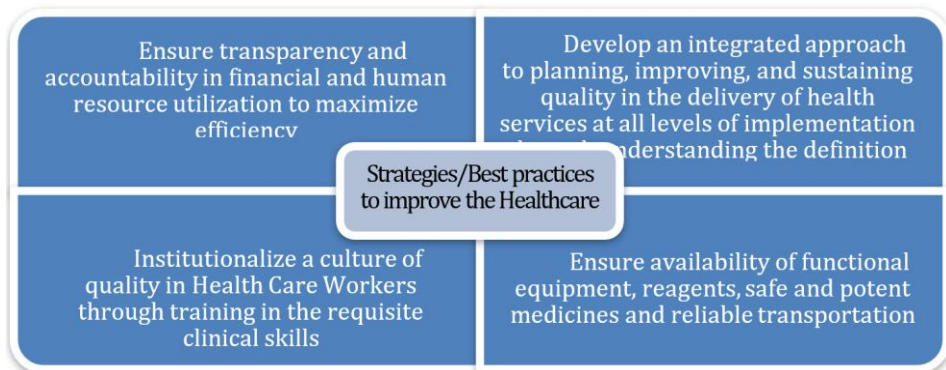 Ensure transparency and
accountability in financial and human
resource utilization to maximize
efficiency
Develop an integrated approach
to planning, improving, and sustaining
quality in the delivery of health
services at all levels of implementation
understanding the definition
Strategies/Best practices
to improve the Healthcare
Institutionalize a culture of
quality in Health Care Workers
through training in the requisite
clinical skills
Ensure availability of functional
equipment, reagents, safe and potent
medicines and reliable transportation